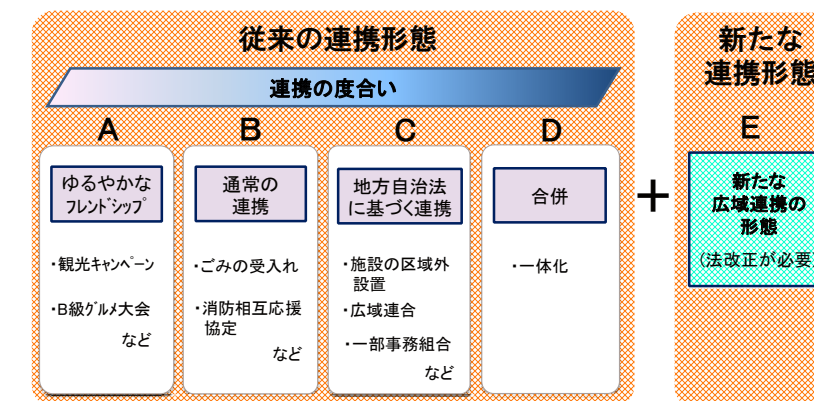 従来の連携形態
連携の度合い
A
ゆるやかな
ﾌﾚﾝﾄﾞｼｯﾌﾟ
・観光ｷｬﾝﾍﾟｰﾝ
・B級ｸﾞﾙﾒ大会
など
B
通常の
連携
・ごみの受入れ
・消防相互応援
協定
など
C
地方自治法
に基づく連携
・施設の区域外
設置
・広域連合
・一部事務組合
など
D
合併
・一体化
＋
新たな
連携形態
E
新たな
広域連携の
形態
(法改正が必要)